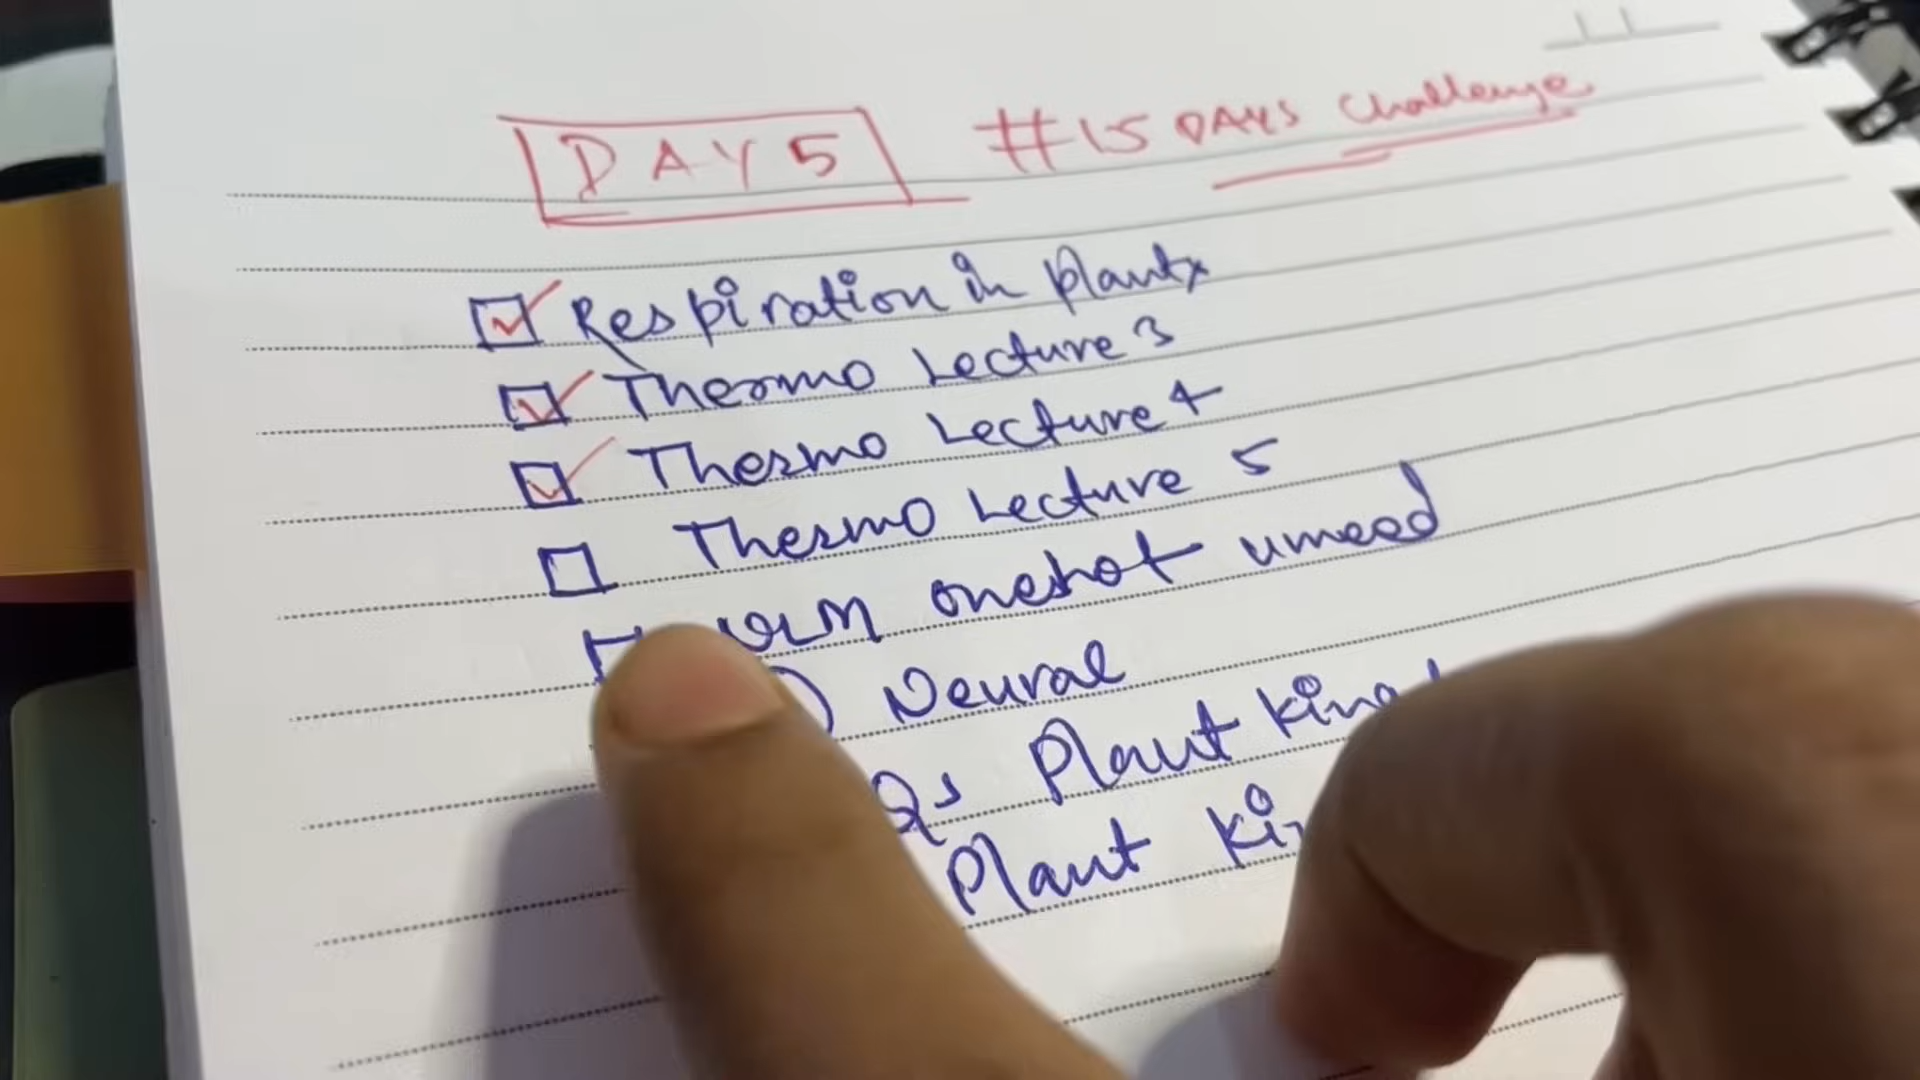 DAY 5 #15 DAYS challenge
Respiration in plants
Thermo Lecture 3
Thermo Lecture 4
Thermo Lecture 5
oneshot umeed
Neural
Qs Plant
Plant